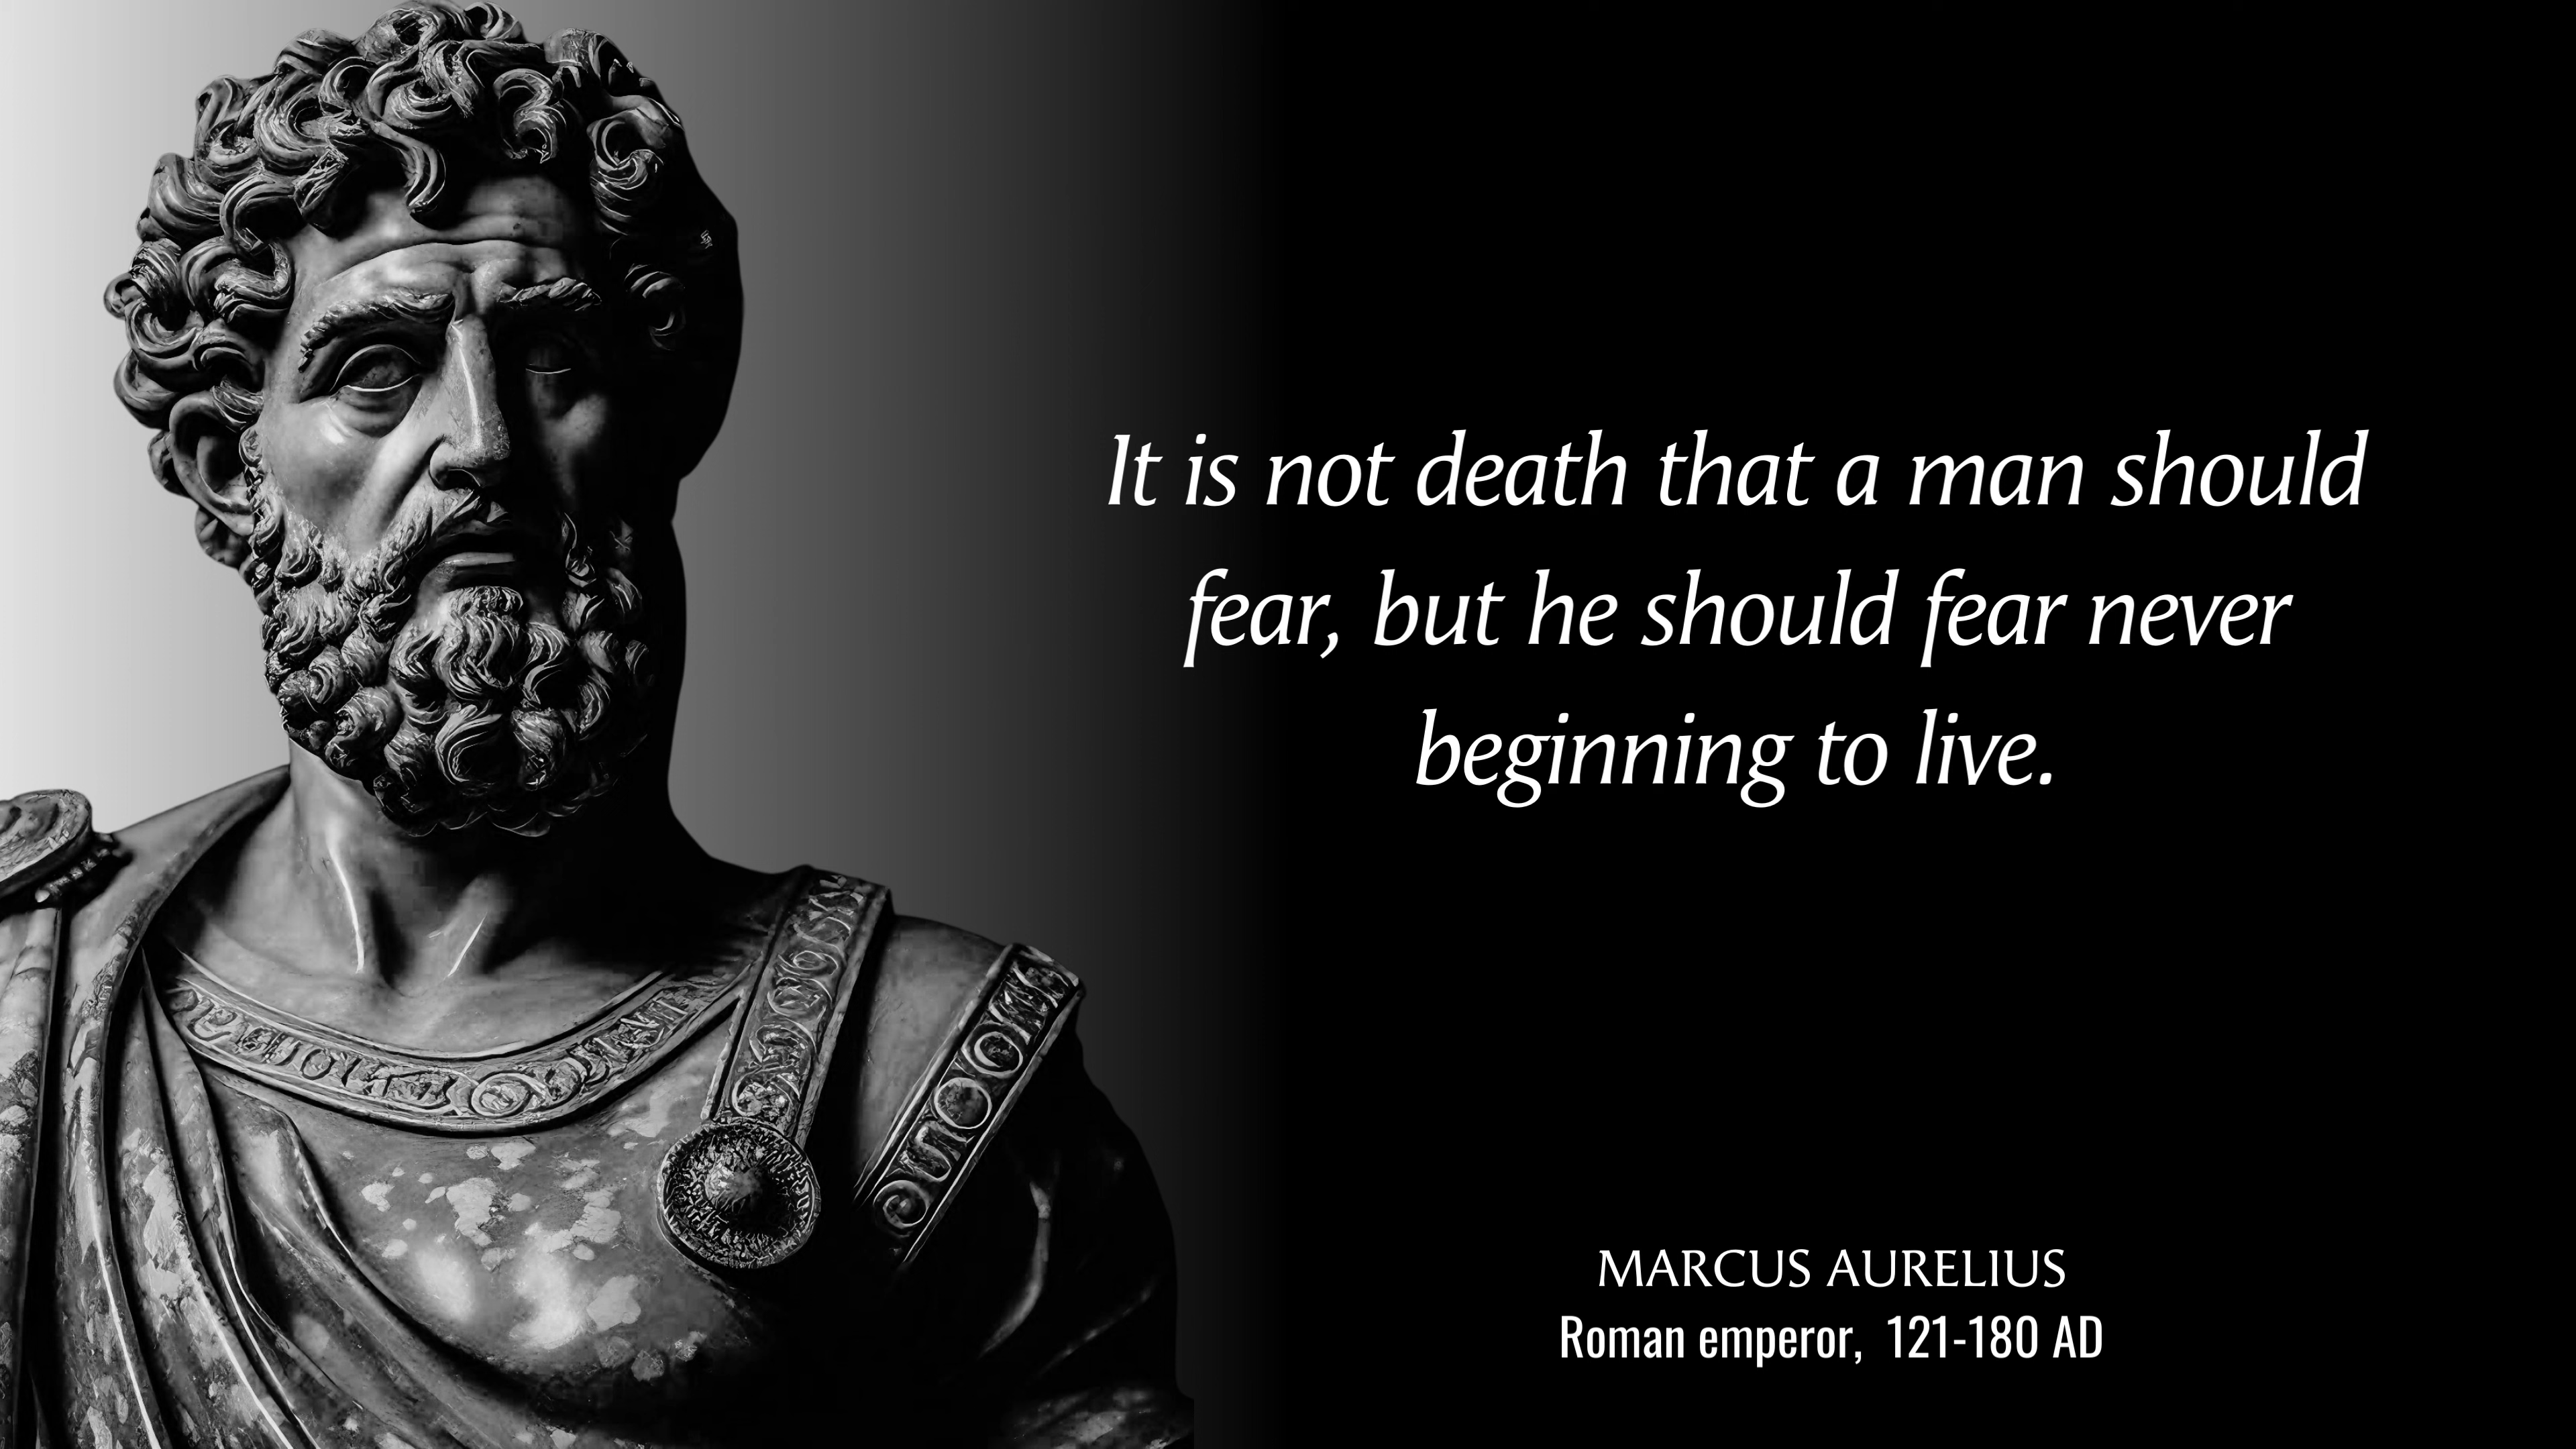 It is not death that a man should
fear, but he should fear never
beginning to live.
MARCUS AURELIUS
Roman emperor, 121-180 AD